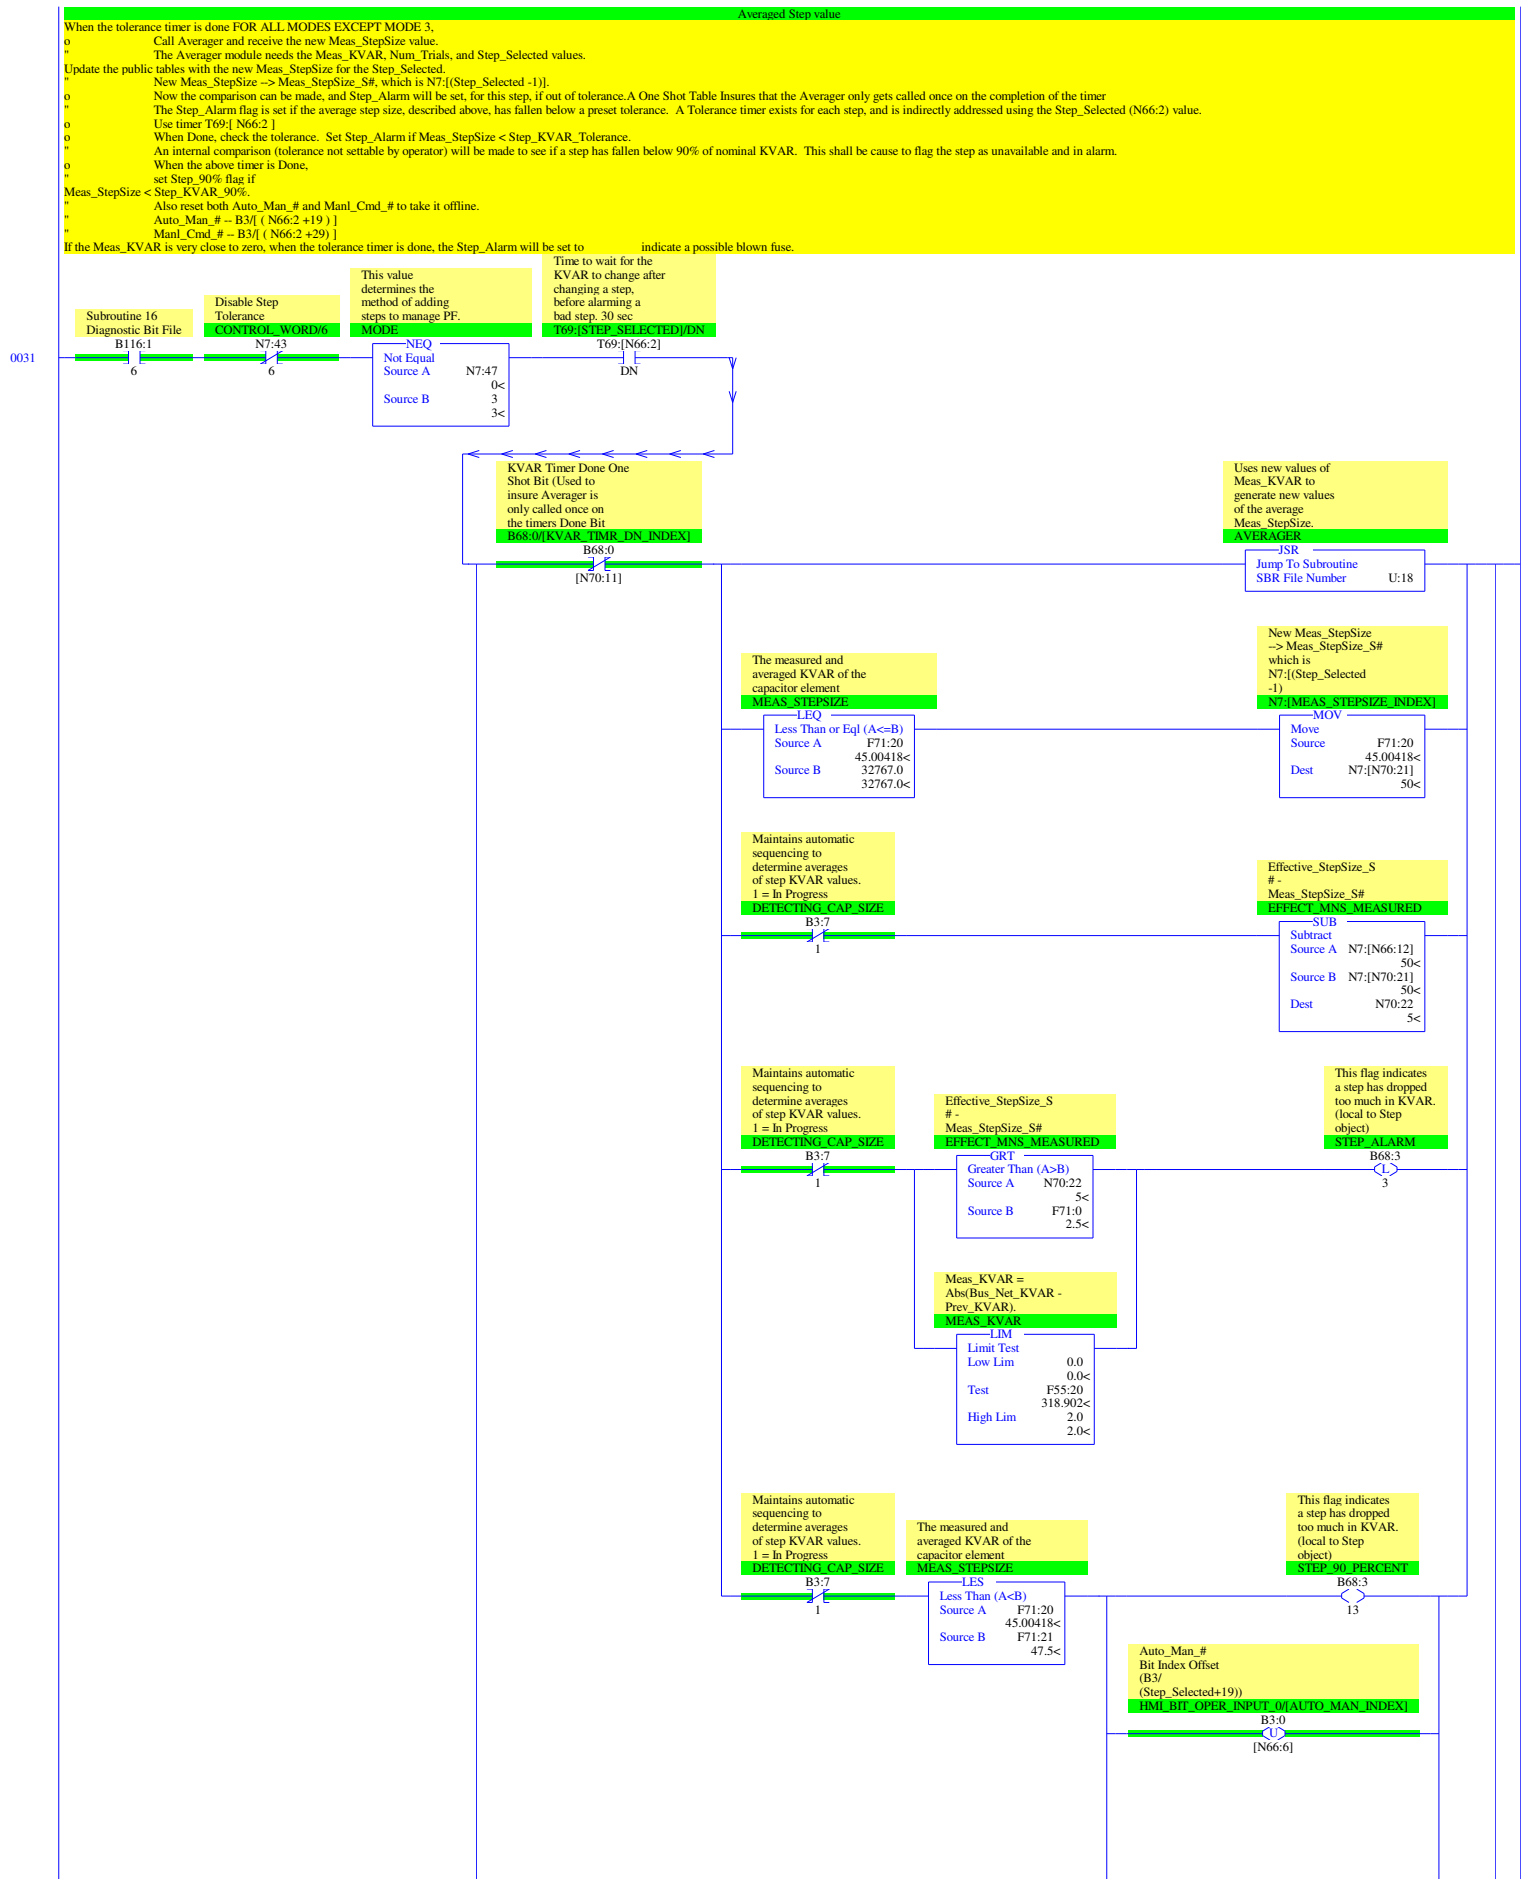 Averaged Step value
When the tolerance timer is done FOR ALL MODES EXCEPT MODE 3,
o Call Averager and receive the new Meas_StepSize value.
" The Averager module needs the Meas_KVAR, Num_Trials, and Step_Selected values.
Update the public tables with the new Meas_StepSize for the Step_Selected.
" New Meas_StepSize --> Meas_StepSize_S#, which is N7:[(Step_Selected -1)].
o Now the comparison can be made, and Step_Alarm will be set, for this step, if out of tolerance.A One Shot Table Insures that the Averager only gets called once on the completion of the timer
" The Step_Alarm flag is set if the average step size, described above, has fallen below a preset tolerance. A Tolerance timer exists for each step, and is indirectly addressed using the Step_Selected (N66:2) value.
o Use timer T69:[ N66:2 ]
o When Done, check the tolerance. Set Step_Alarm if Meas_StepSize < Step_KVAR_Tolerance.
" An internal comparison (tolerance not settable by operator) will be made to see if a step has fallen below 90% of nominal KVAR. This shall be cause to flag the step as unavailable and in alarm.
o When the above timer is Done,
" set Step_90% flag if
Meas_StepSize < Step_KVAR_90%.
" Also reset both Auto_Man_# and Manl_Cmd_# to take it offline.
" Auto_Man_# -- B3/[ ( N66:2 +19 ) ]
" Manl_Cmd_# -- B3/[ ( N66:2 +29) ]
If the Meas_KVAR is very close to zero, when the tolerance timer is done, the Step_Alarm will be set to indicate a possible blown fuse.
0031
Subroutine 16
Diagnostic Bit File
B116:1
6
Disable Step
Tolerance
CONTROL_WORD/6
N7:43
6
This value
determines the
method of adding
steps to manage PF.
MODE
NEQ
Not Equal
Source A N7:47
0<
Source B 3
3<
Time to wait for the
KVAR to change after
changing a step,
before alarming a
bad step. 30 sec
T69:[STEP_SELECTED]/DN
T69:[N66:2]
DN
KVAR Timer Done One
Shot Bit (Used to
insure Averager is
only called once on
the timers Done Bit
B68:0/[KVAR_TIMR_DN_INDEX]
B68:0
[N70:11]
Uses new values of
Meas_KVAR to
generate new values
of the average
Meas_StepSize.
AVERAGER
JSR
Jump To Subroutine
SBR File Number U:18
The measured and
averaged KVAR of the
capacitor element
MEAS_STEPSIZE
LEQ
Less Than or Eql (A<=B)
Source A F71:20
45.00418<
Source B 32767.0
32767.0<
New Meas_StepSize
--> Meas_StepSize_S#
which is
N7:[(Step_Selected
-1)
N7:[MEAS_STEPSIZE_INDEX]
MOV
Move
Source F71:20
45.00418<
Dest N7:[N70:21]
50<
Maintains automatic
sequencing to
determine averages
of step KVAR values.
1 = In Progress
DETECTING_CAP_SIZE
B3:7
1
Effective_StepSize_S
# -
Meas_StepSize_S#
EFFECT_MNS_MEASURED
SUB
Subtract
Source A N7:[N66:12]
50<
Source B N7:[N70:21]
50<
Dest N70:22
5<
Maintains automatic
sequencing to
determine averages
of step KVAR values.
1 = In Progress
DETECTING_CAP_SIZE
B3:7
1
Effective_StepSize_S
# -
Meas_StepSize_S#
EFFECT_MNS_MEASURED
GRT
Greater Than (A>B)
Source A N70:22
5<
Source B F71:0
2.5<
This flag indicates
a step has dropped
too much in KVAR.
(local to Step
object)
STEP_ALARM
B68:3
L
3
Meas_KVAR =
Abs(Bus_Net_KVAR -
Prev_KVAR).
MEAS_KVAR
LIM
Limit Test
Low Lim 0.0
0.0<
Test F55:20
318.902<
High Lim 2.0
2.0<
Maintains automatic
sequencing to
determine averages
of step KVAR values.
1 = In Progress
DETECTING_CAP_SIZE
B3:7
1
The measured and
averaged KVAR of the
capacitor element
MEAS_STEPSIZE
LES
Less Than (A<B)
Source A F71:20
45.00418<
Source B F71:21
47.5<
This flag indicates
a step has dropped
too much in KVAR.
(local to Step
object)
STEP_90_PERCENT
B68:3
13
Auto_Man_#
Bit Index Offset
(B3/
(Step_Selected+19))
HMI_BIT_OPER_INPUT_0/[AUTO_MAN_INDEX]
B3:0
U
[N66:6]